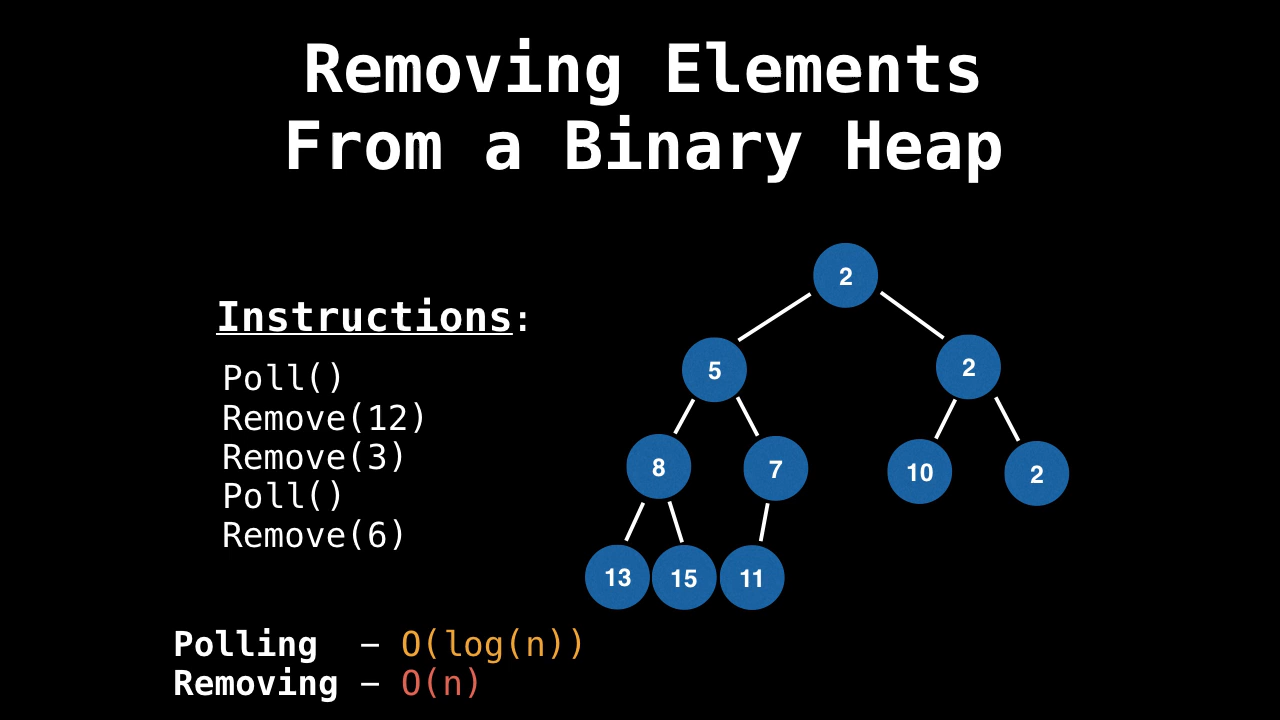 Removing Elements
From a Binary Heap
Instructions:
Poll()
Remove(12)
Remove(3)
Poll()
Remove(6)
2
5 2
8 7 10 2
13 15 11
Polling – O(log(n))
Removing – O(n)